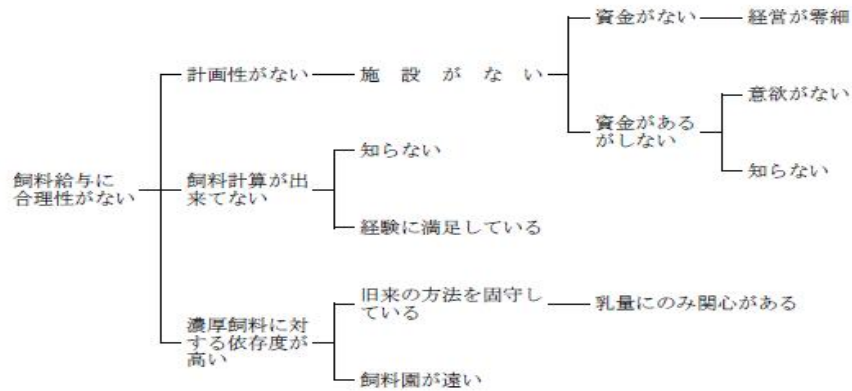 資金がない
経営が零細
計画性がない
施設がない
意欲がない
資金がある
がしない
知らない
知らない
飼料給与に
合理性がない
飼料計算が出
来てない
経験に満足している
旧来の方法を固守し
ている
乳量にのみ関心がある
濃厚飼料に対
する依存度が
高い
飼料園が遠い